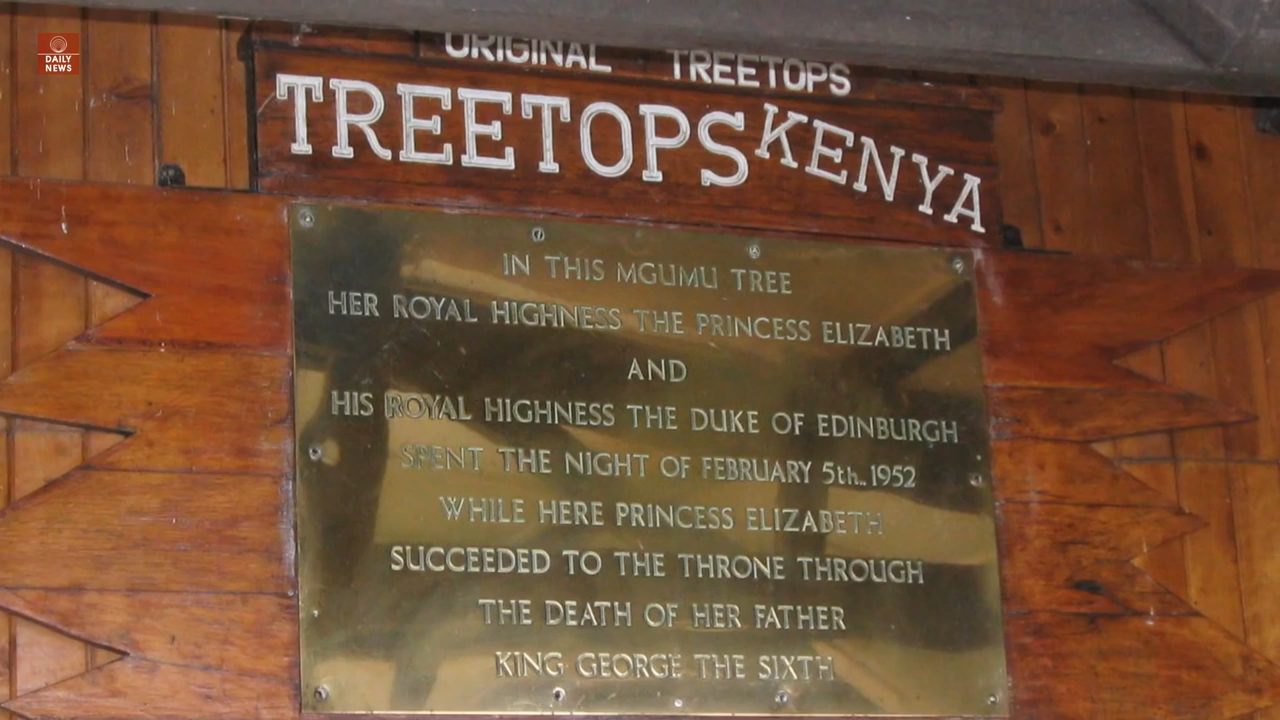 DAILY
NEWS
ORIGINAL TREETOPS
TREETOPS KENYA
IN THIS MGUMU TREE
HER ROYAL HIGHNESS THE PRINCESS ELIZABETH
AND
HIS ROYAL HIGHNESS THE DUKE OF EDINBURGH
SPENT THE NIGHT OF FEBRUARY 5th.. 1952
WHILE HERE PRINCESS ELIZABETH
SUCCEEDED TO THE THRONE THROUGH
THE DEATH OF HER FATHER
KING GEORGE THE SIXTH